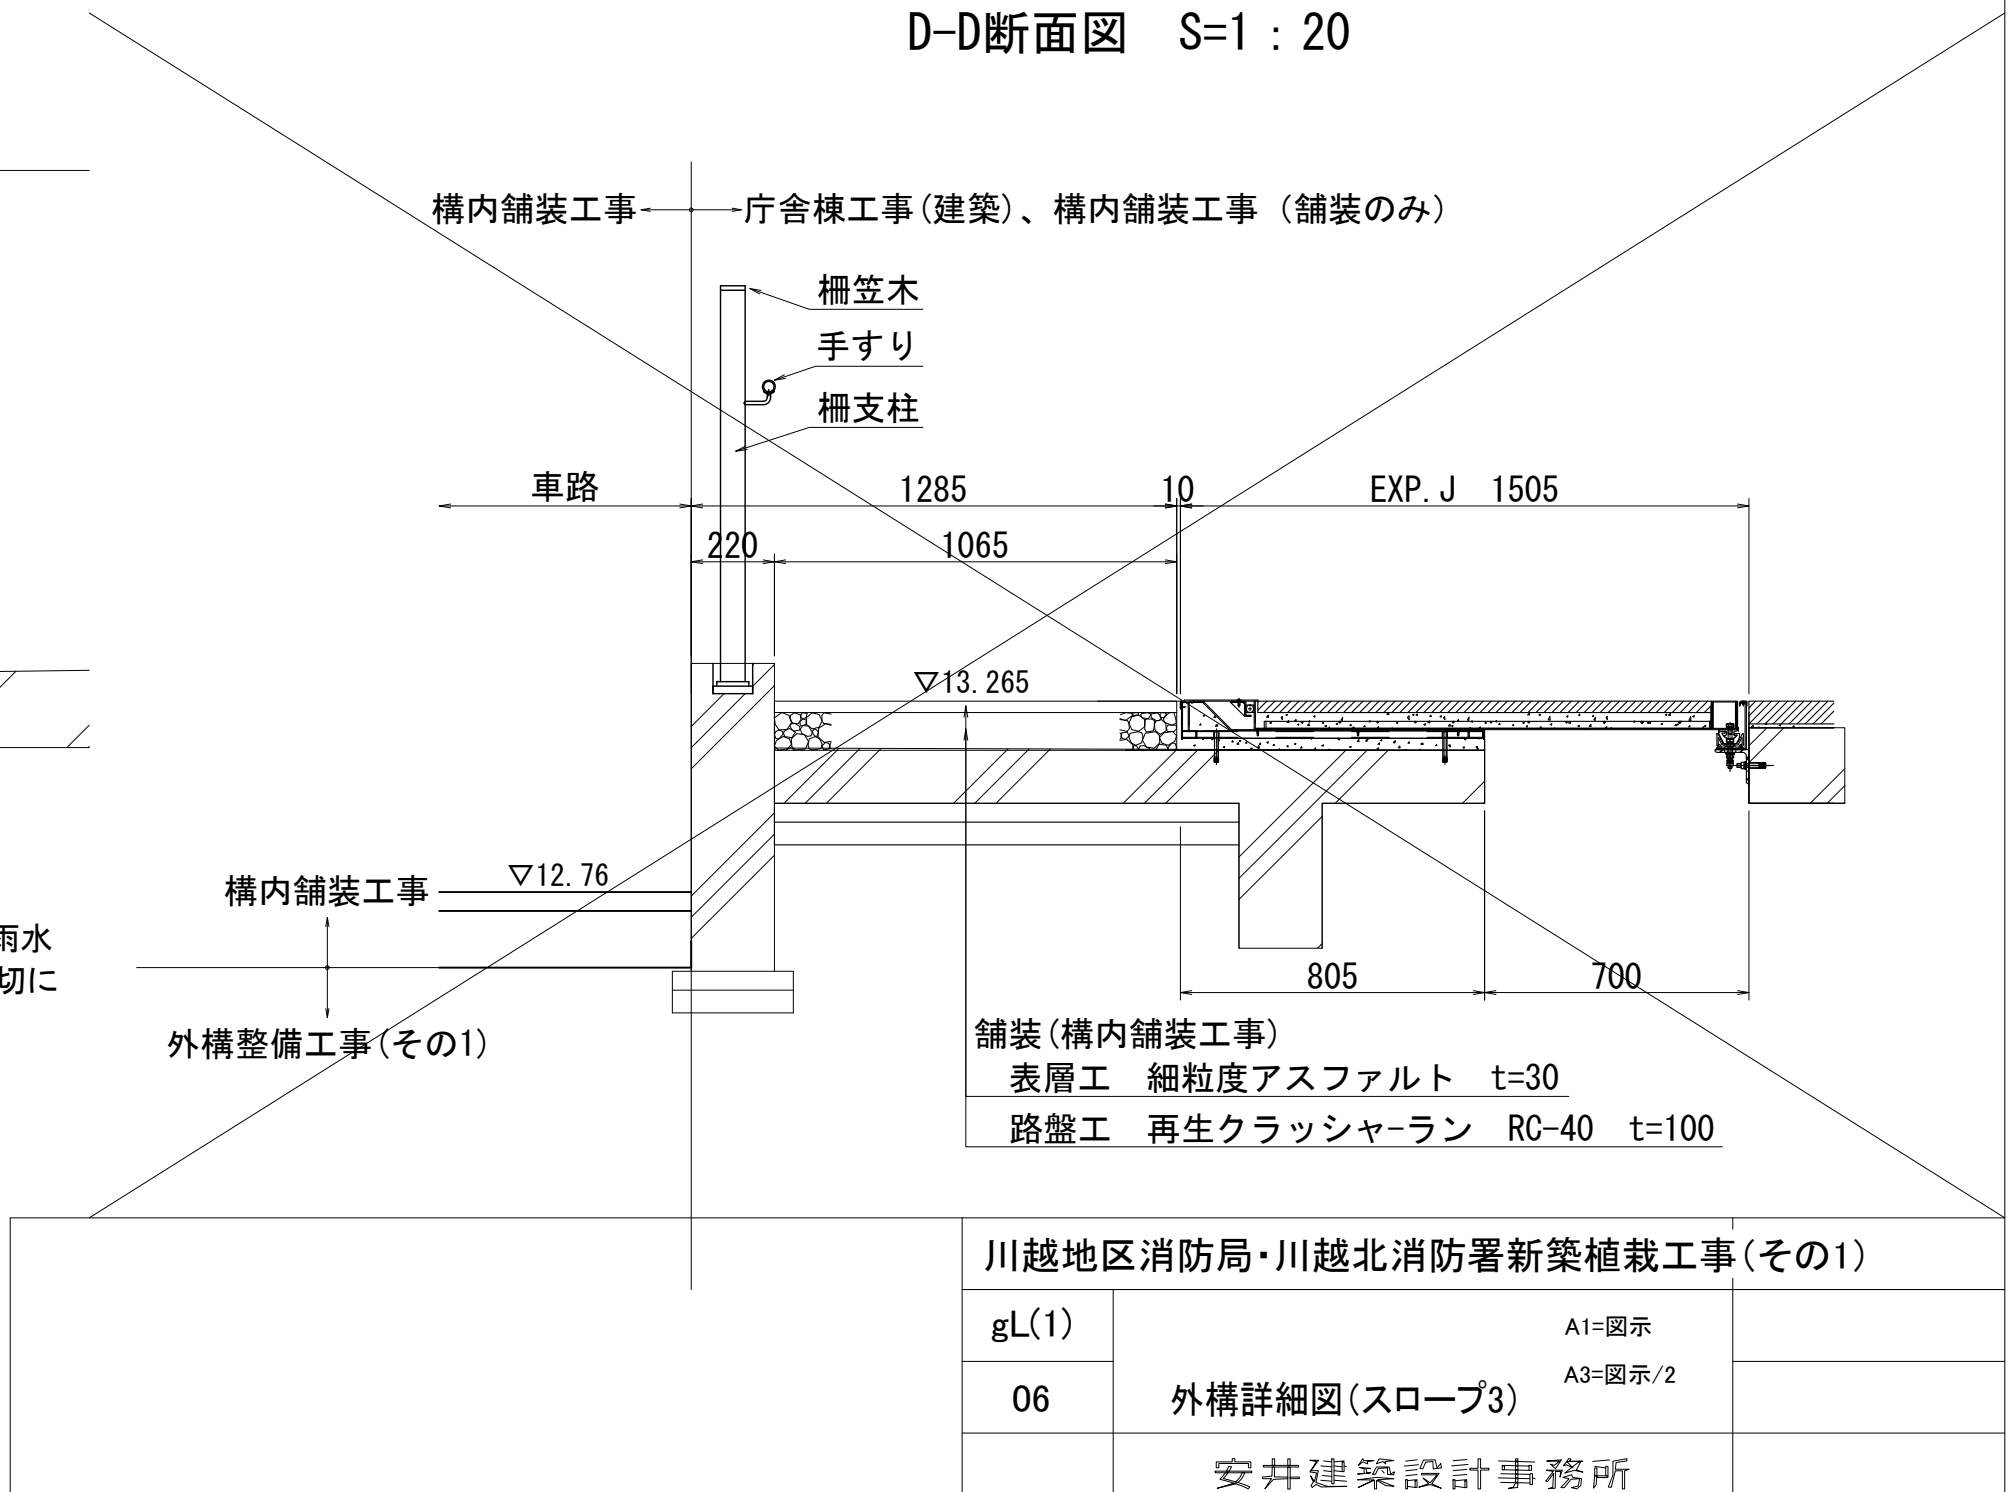 D-D断面図　S=1：20
構内舗装工事
庁舎棟工事(建築)、構内舗装工事（舗装のみ）
柵笠木
手すり
柵支柱
車路
1285
10
EXP.J　1505
220
1065
▽13.265
▽12.76
構内舗装工事
雨水
切に
外構整備工事(その1)
805
700
舗装(構内舗装工事)
表層工　細粒度アスファルト　t=30
路盤工　再生クラッシャ-ラン　RC-40　t=100
川越地区消防局・川越北消防署新築植栽工事(その1)
gL(1)
A1=図示
A3=図示/2
06
外構詳細図(スロープ3)
安井建築設計事務所